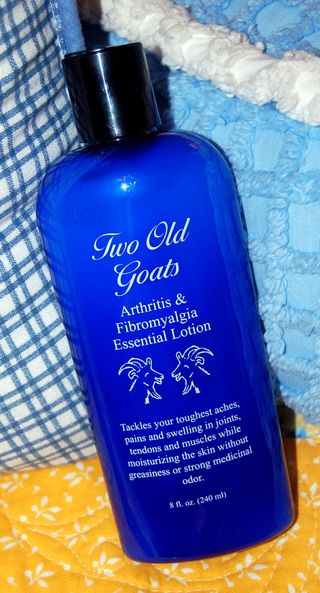 Two Old
Goats
Arthritis &
Fibromyalgia
Essential Lotion
Tackles your toughest aches,
pains and swelling in joints,
tendons and muscles while
moisturizing the skin without
greasiness or strong medicinal
odor.
8 fl. oz. (240 ml)